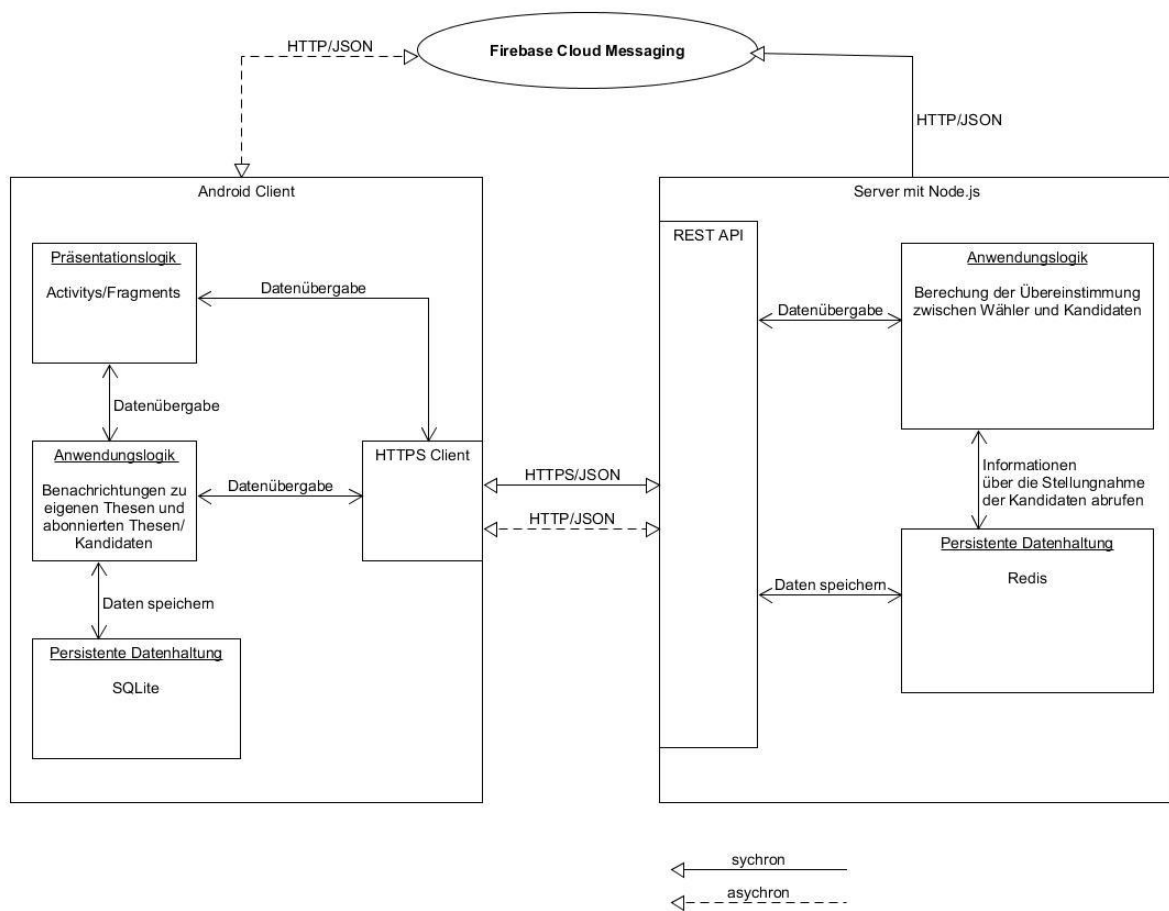 HTTP/JSON
Firebase Cloud Messaging
HTTP/JSON
Android Client
Präsentationslogik
Activitys/Fragments
Datenübergabe
Datenübergabe
Anwendungslogik
Benachrichtungen zu
eigenen Thesen und
abonnierten Thesen/
Kandidaten
Datenübergabe
HTTPS Client
Daten speichern
Persistente Datenhaltung
SQLite
HTTPS/JSON
HTTP/JSON
Server mit Node.js
REST API
Anwendungslogik
Berechung der Übereinstimmung
zwischen Wähler und Kandidaten
Datenübergabe
Informationen
über die Stellungnahme
der Kandidaten abrufen
Persistente Datenhaltung
Redis
Daten speichern
sychron
asychron